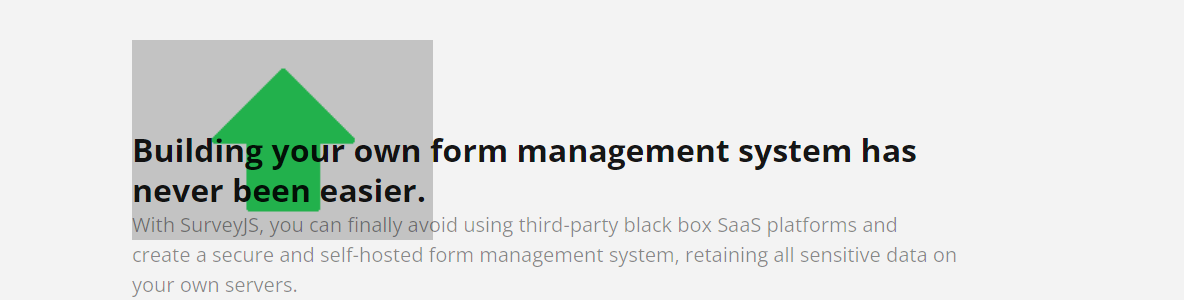 Building your own form management system has
never been easier.
With SurveyJS, you can finally avoid using third-party black box SaaS platforms and
create a secure and self-hosted form management system, retaining all sensitive data on
your own servers.